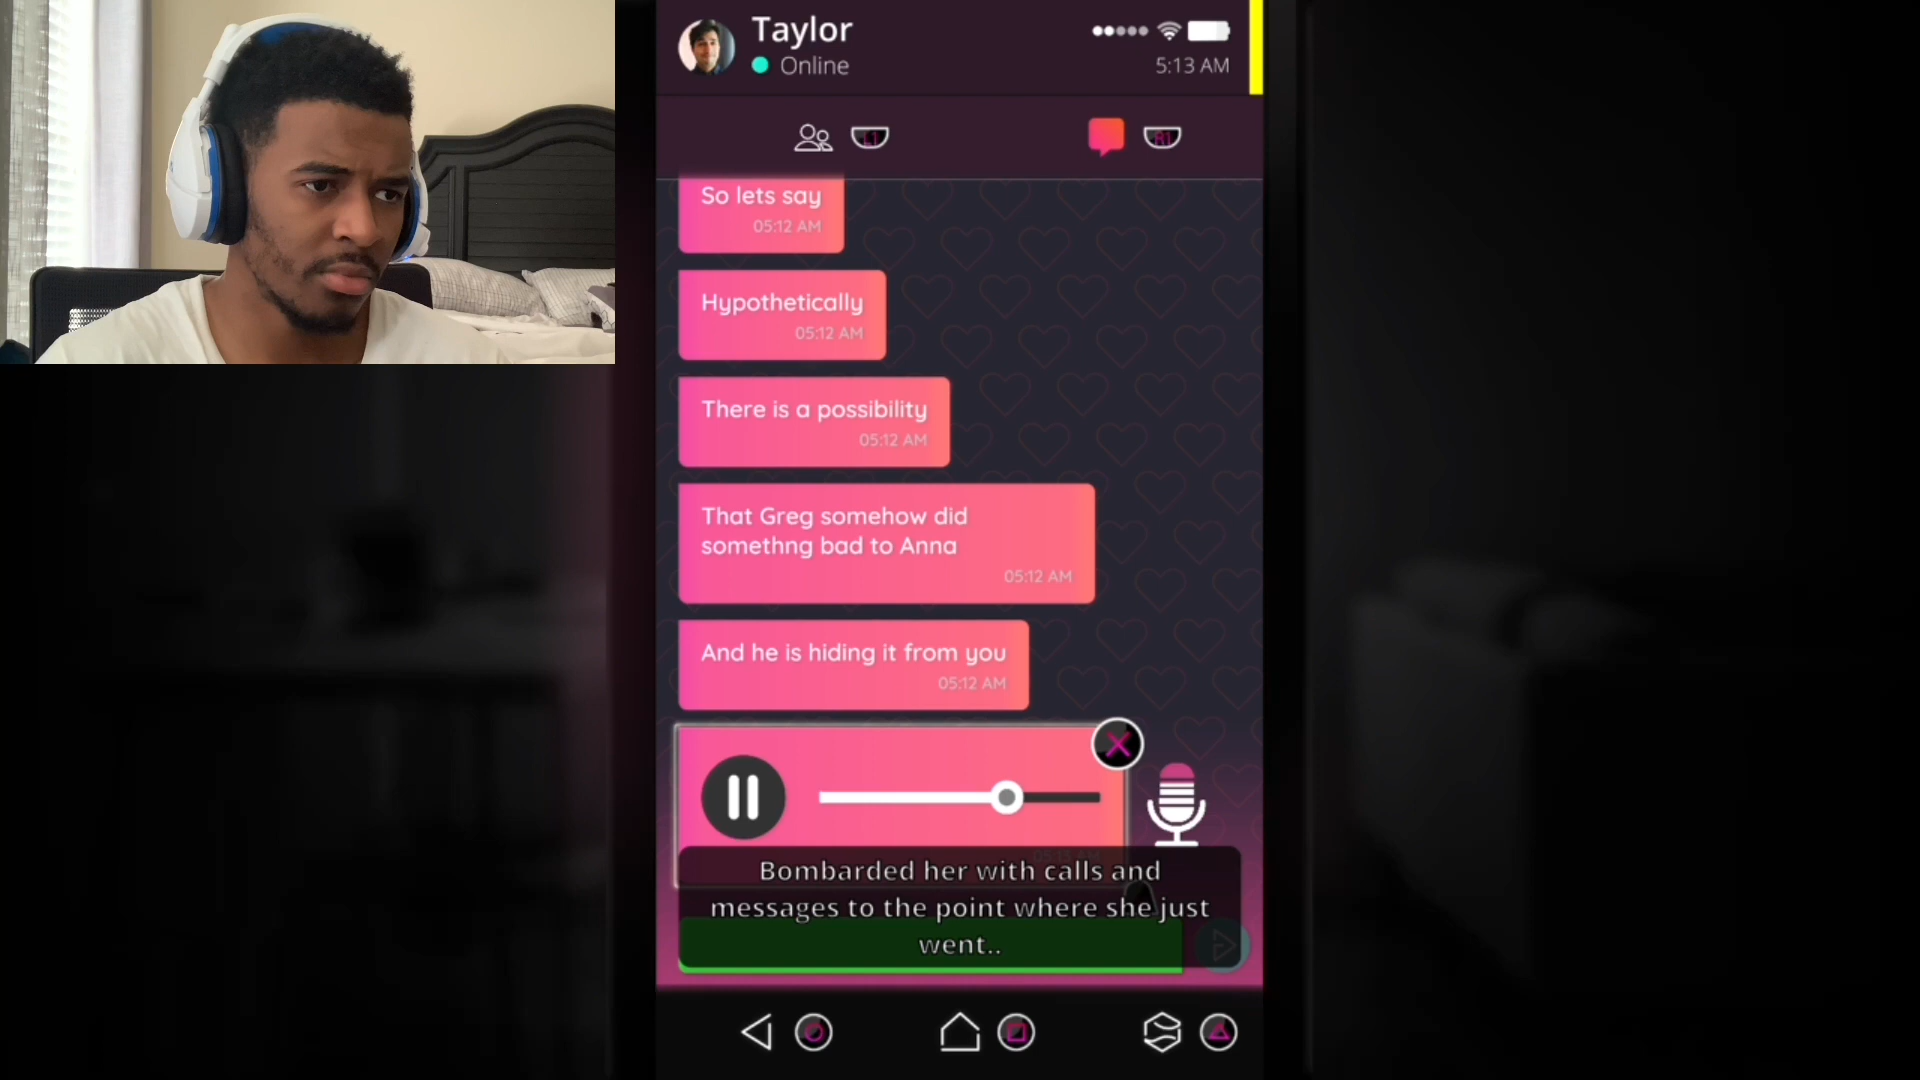 Taylor
Online
5:13 AM
L1
R1
So lets say
05:12 AM
Hypothetically
05:12 AM
There is a possibility
05:12 AM
That Greg somehow did
somethng bad to Anna
05:12 AM
And he is hiding it from you
05:12 AM
Bombarded her with calls and
messages to the point where she just
went..